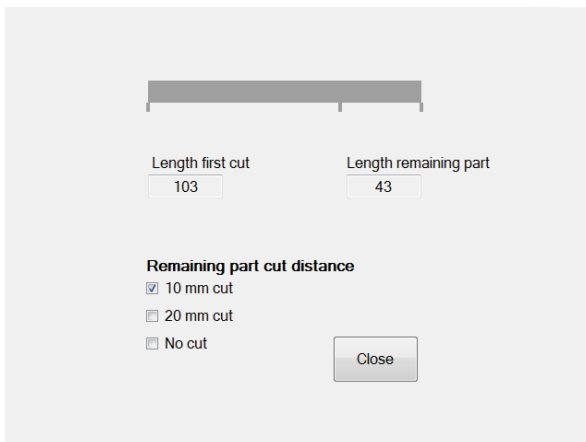 Length first cut Length remaining part
103 43
Remaining part cut distance
10 mm cut
20 mm cut
No cut
Close